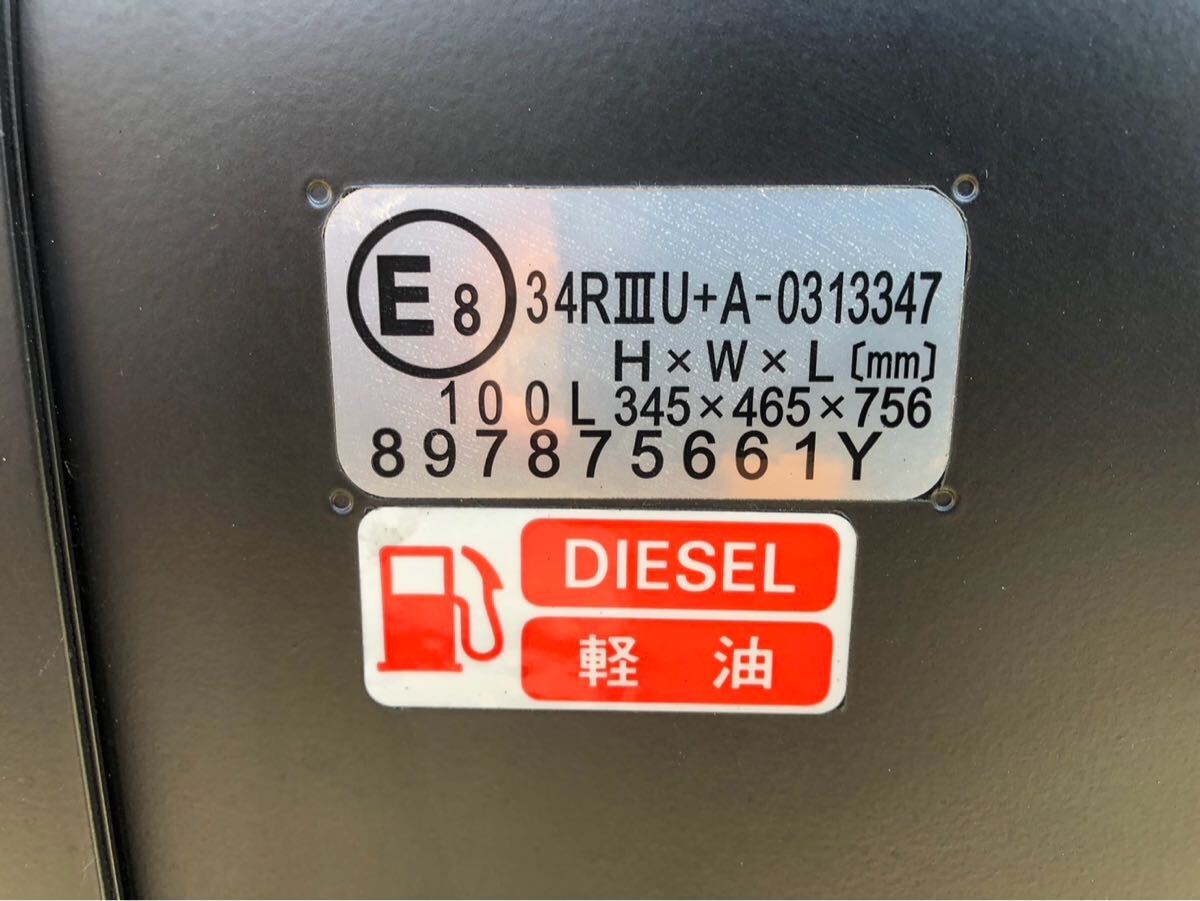 E8 34RⅢU+A-0313347
H×W×L〔mm〕
100L 345×465×756
897875661Y
DIESEL
軽油